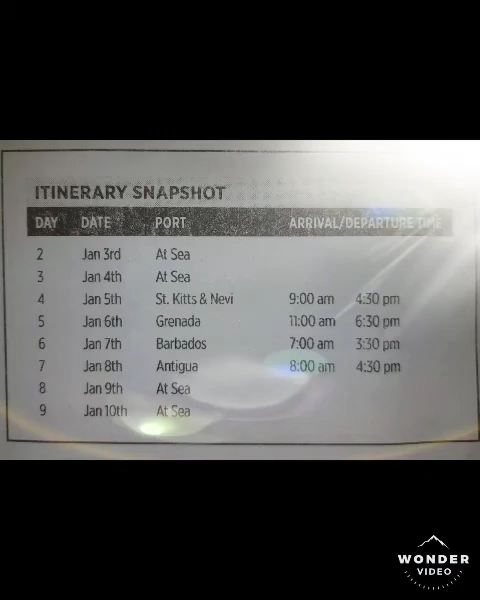 ITINERARY SNAPSHOT
DAY DATE PORT ARRIVAL/DEPARTURE TIME
2 Jan 3rd At Sea
3 Jan 4th At Sea
4 Jan 5th St. Kitts & Nevi 9:00 am 4:30 pm
5 Jan 6th Grenada 11:00 am 6:30 pm
6 Jan 7th Barbados 7:00 am 3:30 pm
7 Jan 8th Antigua 8:00 am 4:30 pm
8 Jan 9th At Sea
9 Jan 10th At Sea
WONDER
VIDEO